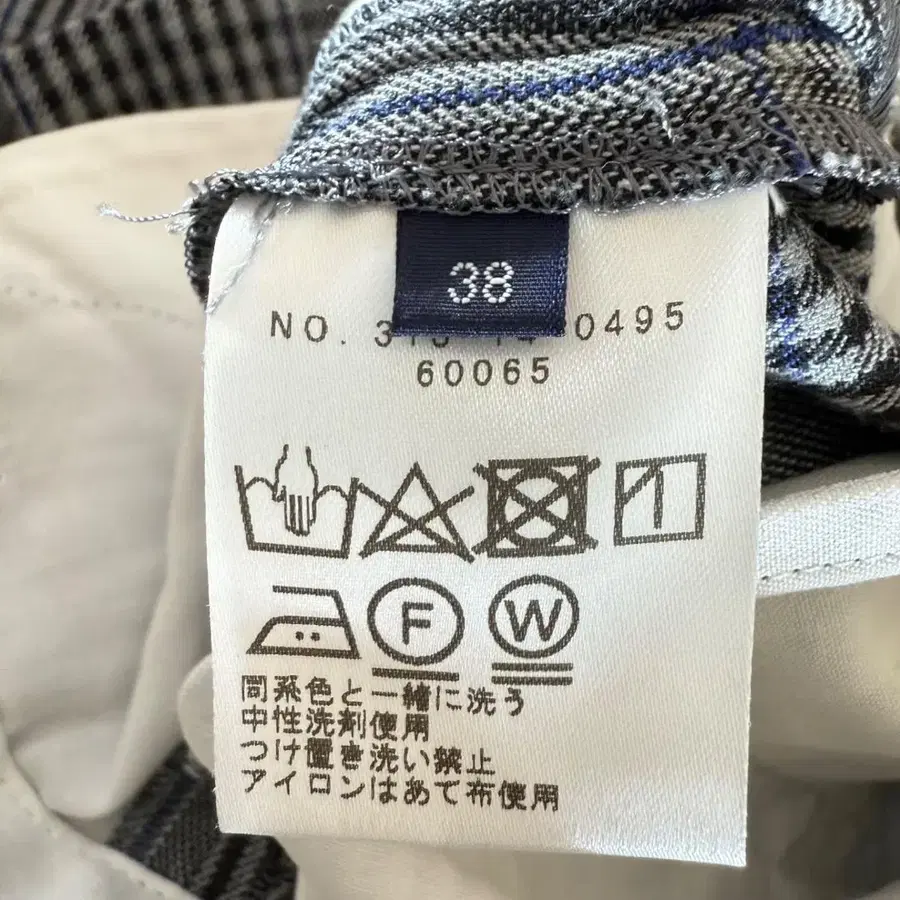 38
NO. 0495
60065
F W
同系色と一緒に洗う
中性洗剤使用
つけ置き洗い禁止
アイロンはあて布使用